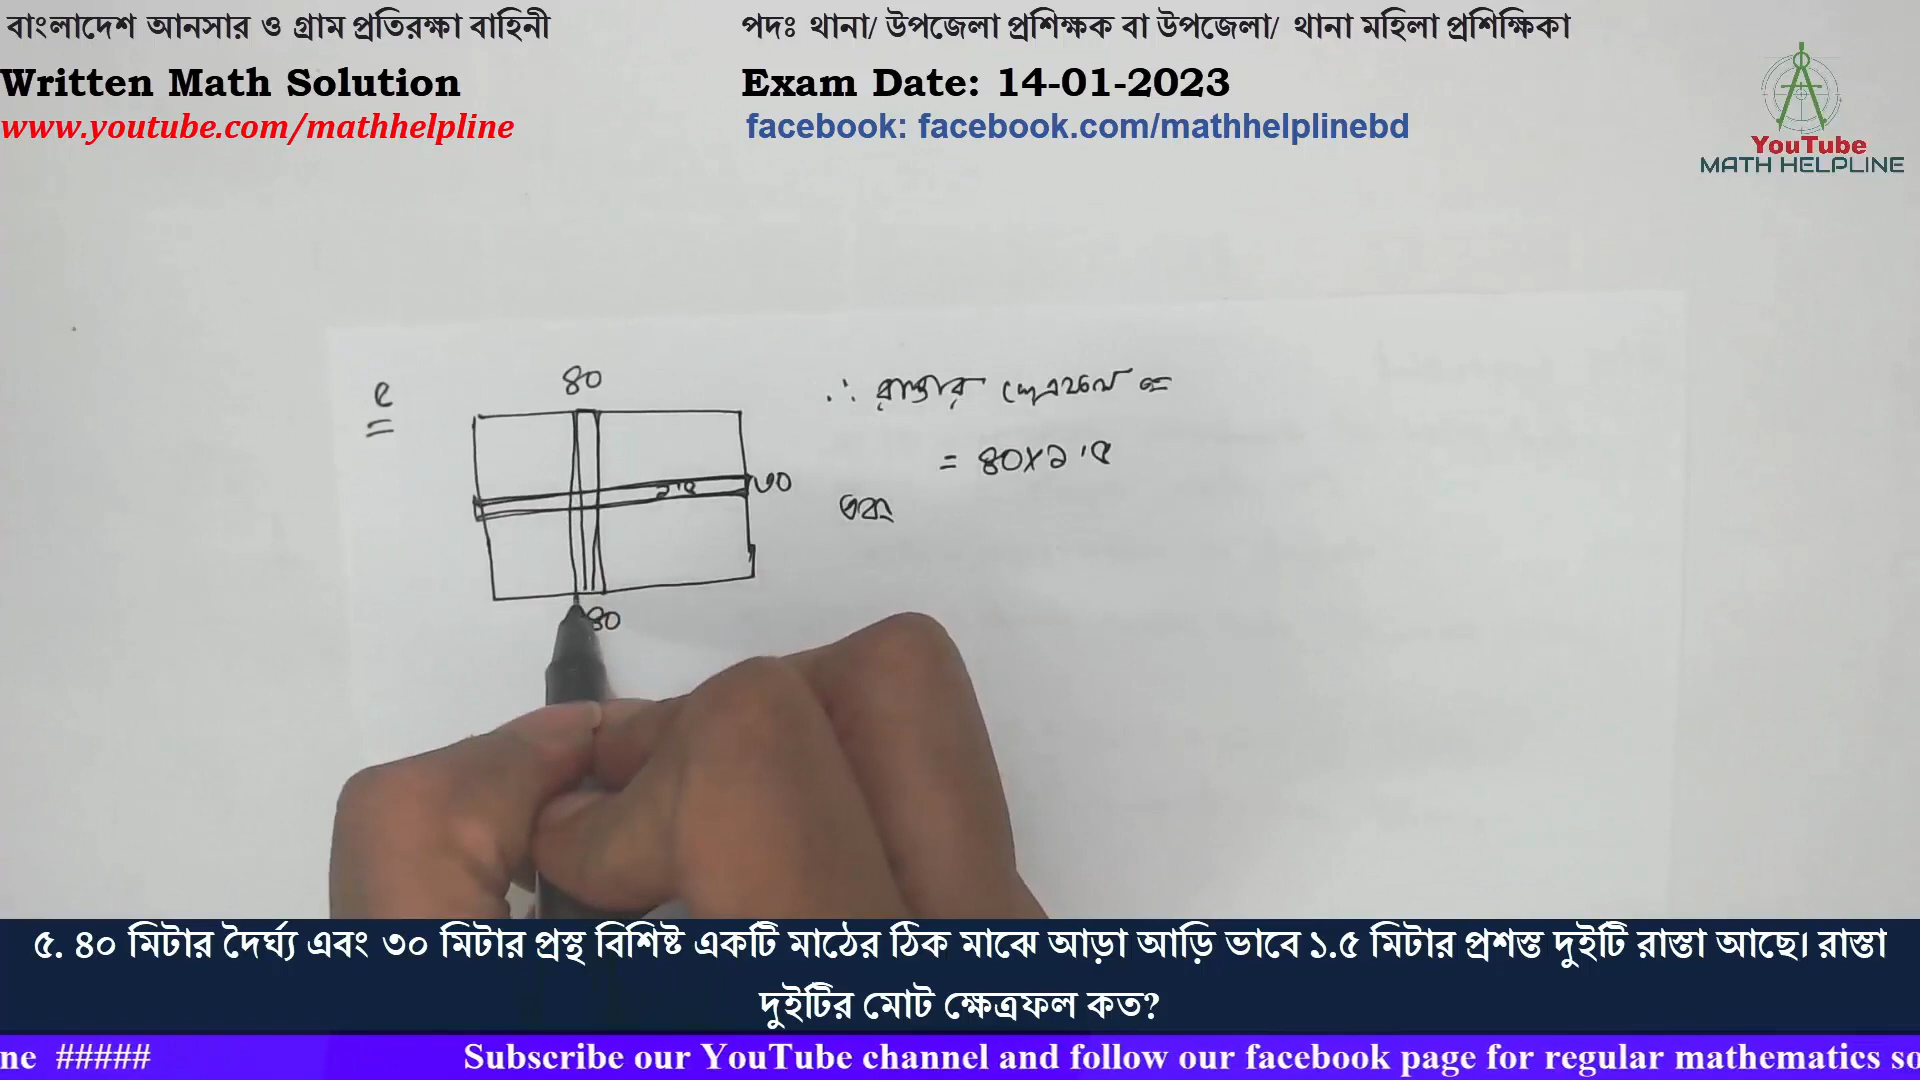 বাংলাদেশ আনসার ও গ্রাম প্রতিরক্ষা বাহিনী
পদঃ থানা/ উপজেলা প্রশিক্ষক বা উপজেলা/ থানা মহিলা প্রশিক্ষিকা
Written Math Solution
Exam Date: 14-01-2023
www.youtube.com/mathhelpline
facebook: facebook.com/mathhelplinebd
YouTube
MATH HELPLINE
৫
৪০
৩০
১.৫
৪০
∴ রাস্তার ক্ষেত্রফল =
= ৪০×১.৫
এবং
৫. ৪০ মিটার দৈর্ঘ্য এবং ৩০ মিটার প্রস্থ বিশিষ্ট একটি মাঠের ঠিক মাঝে আড়া আড়ি ভাবে ১.৫ মিটার প্রশস্ত দুইটি রাস্তা আছে। রাস্তা
দুইটির মোট ক্ষেত্রফল কত?
ne ##### Subscribe our YouTube channel and follow our facebook page for regular mathematics so